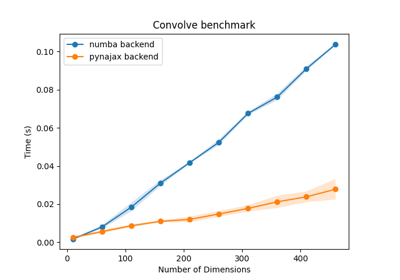 Convolve benchmark
numba backend
pynajax backend
Time (s)
0.10
0.08
0.06
0.04
0.02
0.00
0
100
200
300
400
Number of Dimensions